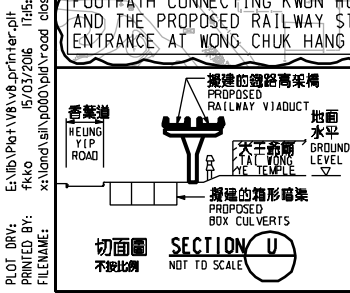 FOOTPATH CONNECTING KWUN H
AND THE PROPOSED RAILWAY ST
ENTRANCE AT WONG CHUK HANG
擬建的鐵路高架橋
PROPOSED
RAILWAY VIADUCT
香葉道
HEUNG
YIP
ROAD
大王爺廟
TAI WONG
YE TEMPLE
地面
水平
GROUND
LEVEL
擬建的箱形暗渠
PROPOSED
BOX CULVERTS
切面圖
不按比例
SECTION U
NOT TO SCALE
PLOT DRV: E:\lib\Plot\V8\V8_printer.plt
PRINTED BY: fkko 15/03/2016 17:15:
FILENAME: x:\land\sil\p000\pid\road clos